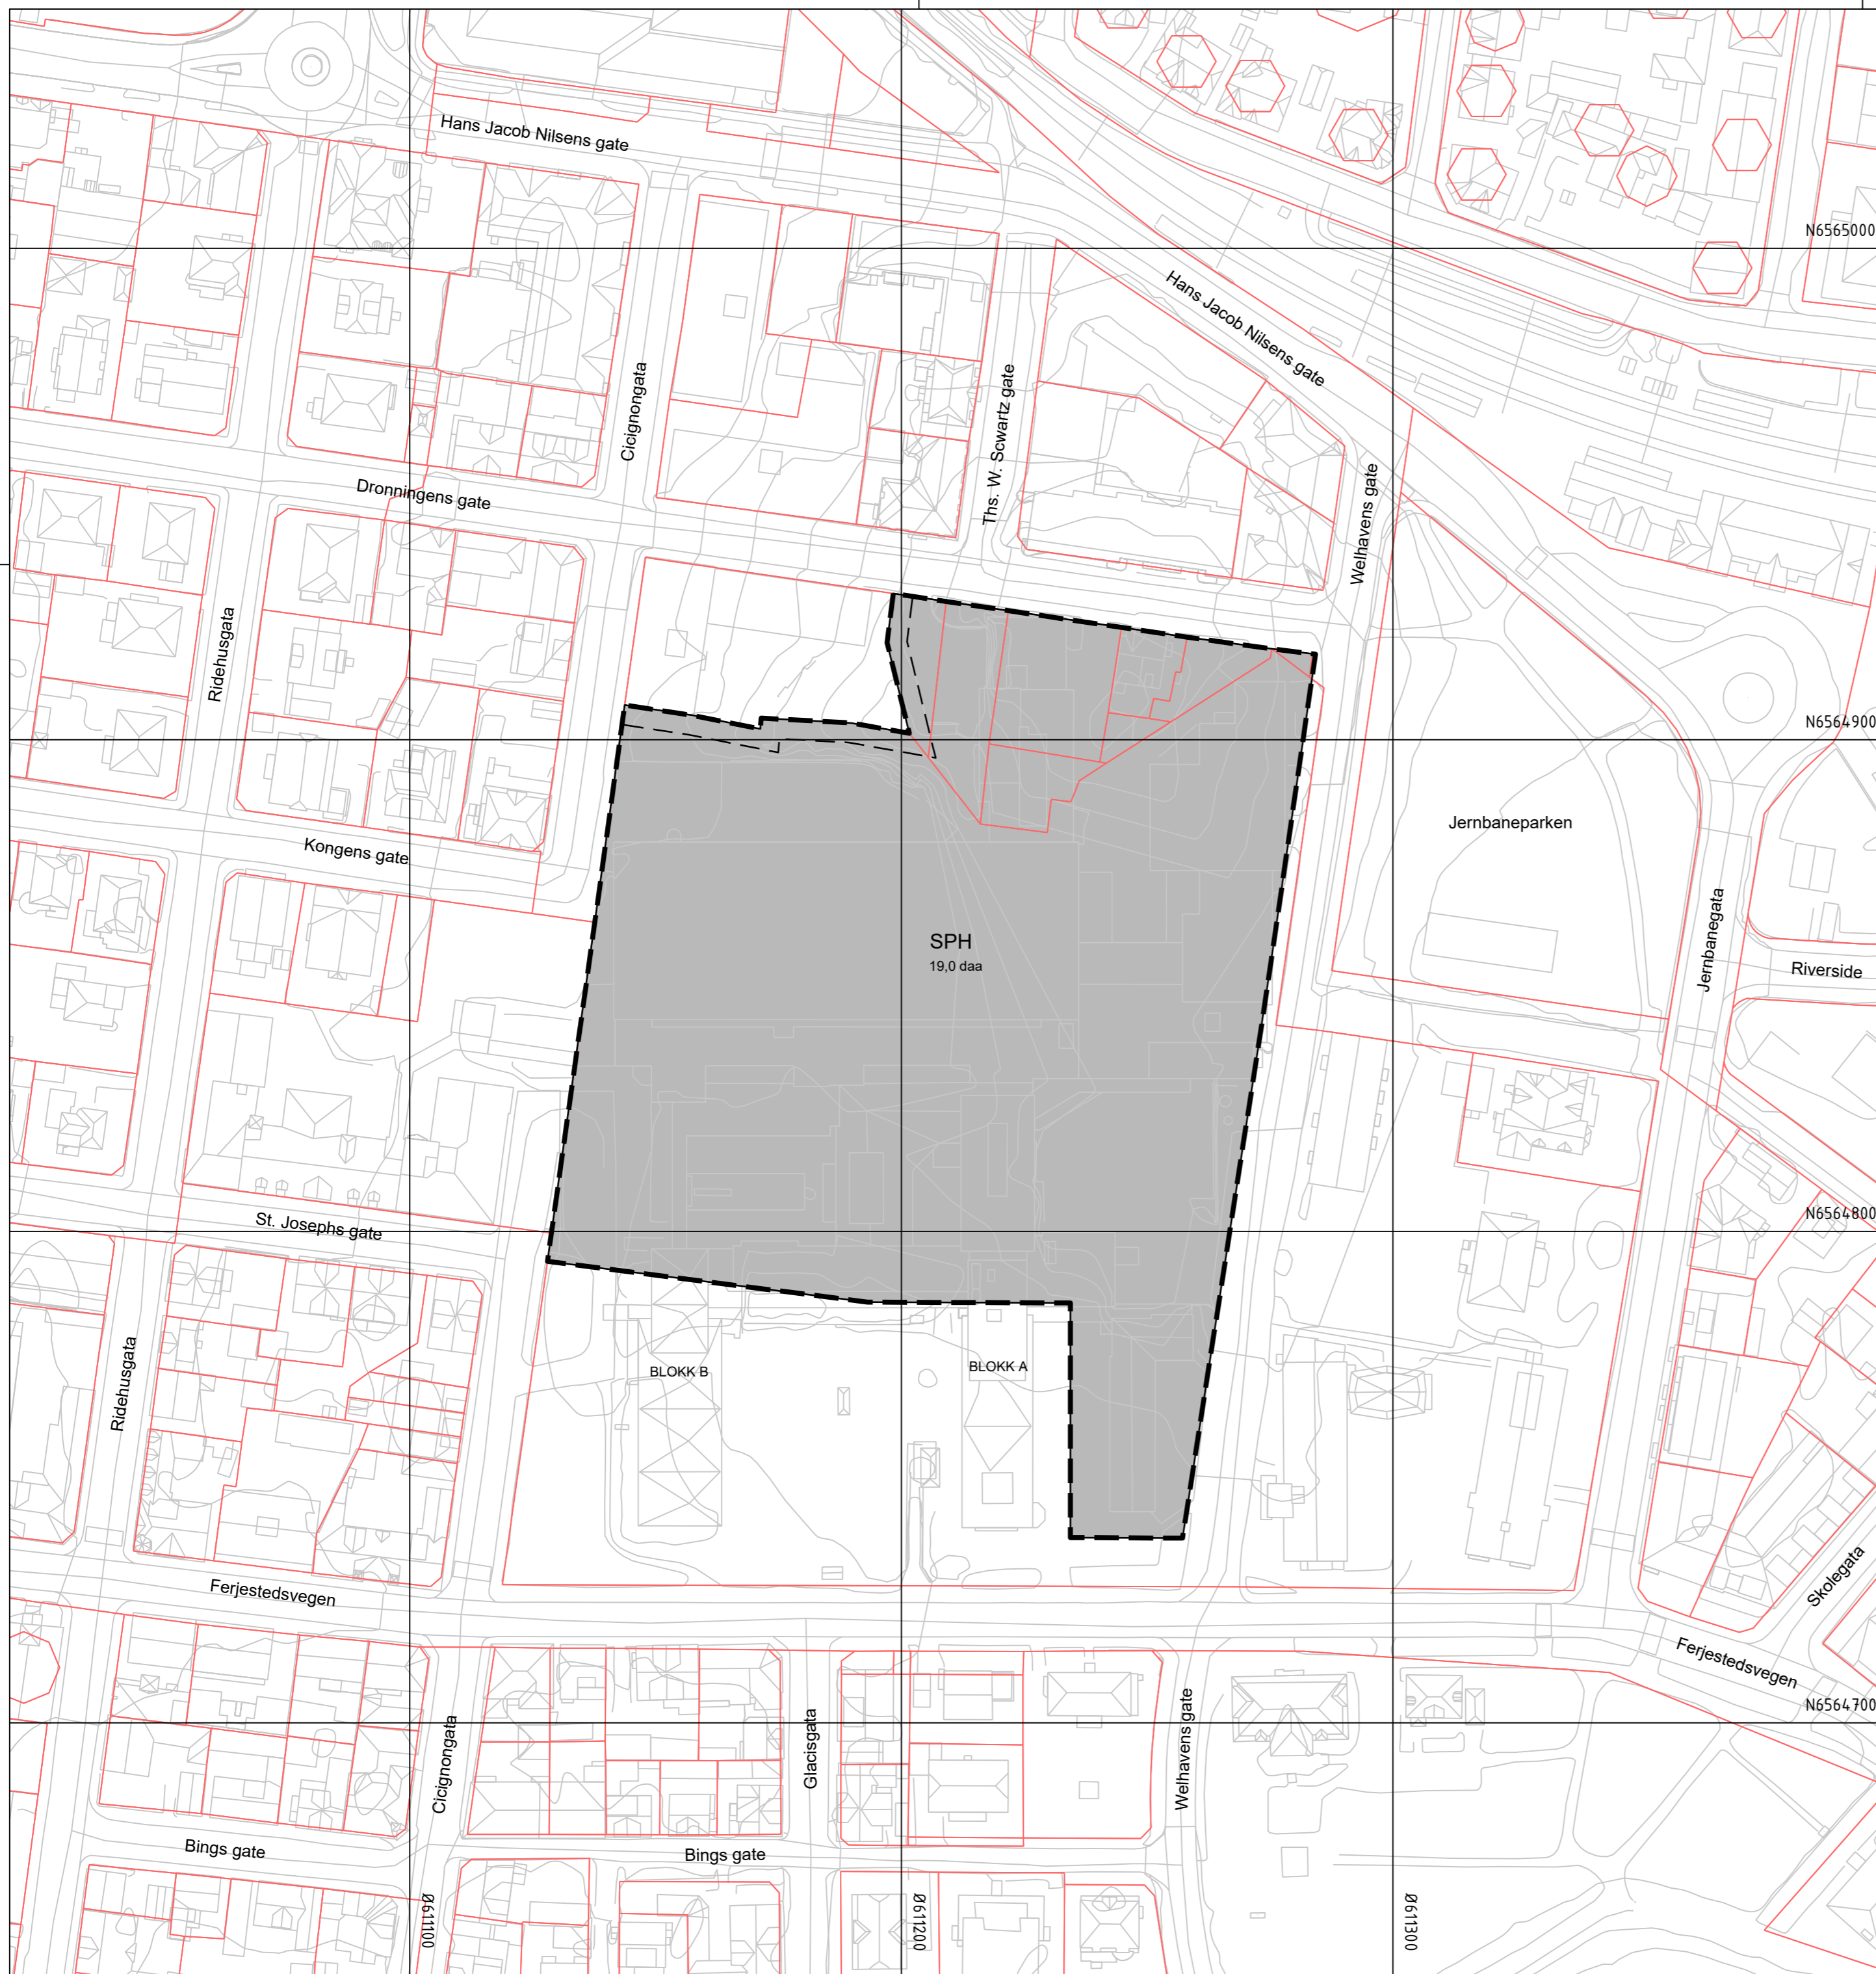 Hans Jacob Nilsens gate
N6565000
Hans Jacob Nilsens gate
Cicignongata
Ths. W. Scwartz gate
Dronningens gate
Welhavens gate
Ridehusgata
N6564900
Jernbaneparken
Kongens gate
Jernbanegata
SPH
19,0 daa
Riverside
N6564800
St. Josephs gate
Ridehusgata
BLOKK B
BLOKK A
Ferjestedsvegen
Skolegata
Ferjestedsvegen
N6564700
Cicignongata
Glacisgata
Welhavens gate
Bings gate
Bings gate
Ø611100
Ø611200
Ø611300